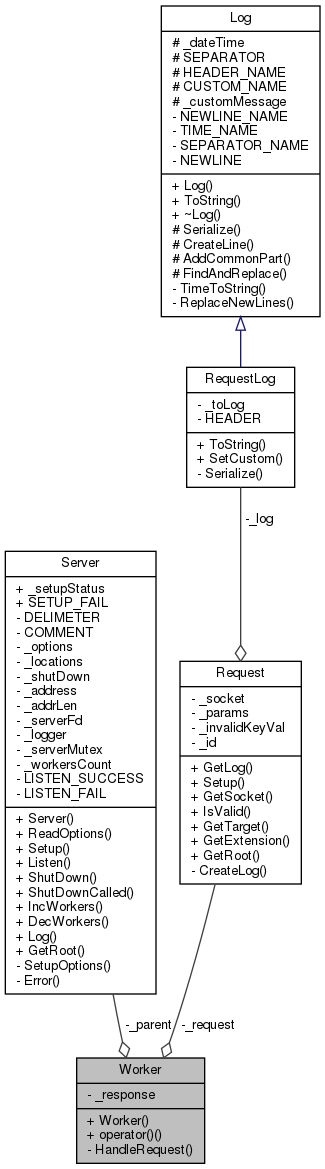 Log
# _dateTime
# SEPARATOR
# HEADER_NAME
# CUSTOM_NAME
# _customMessage
- NEWLINE_NAME
- TIME_NAME
- SEPARATOR_NAME
- NEWLINE
+ Log()
+ ToString()
+ ~Log()
# Serialize()
# CreateLine()
# AddCommonPart()
# FindAndReplace()
- TimeToString()
- ReplaceNewLines()
RequestLog
- _toLog
- HEADER
+ ToString()
+ SetCustom()
- Serialize()
-_log
Server
+ _setupStatus
+ SETUP_FAIL
- DELIMETER
- COMMENT
- _options
- _locations
- _shutDown
- _address
- _addrLen
- _serverFd
- _logger
- _serverMutex
- _workersCount
- LISTEN_SUCCESS
- LISTEN_FAIL
+ Server()
+ ReadOptions()
+ Setup()
+ Listen()
+ ShutDown()
+ ShutDownCalled()
+ IncWorkers()
+ DecWorkers()
+ Log()
+ GetRoot()
- SetupOptions()
- Error()
Request
- _socket
- _params
- _invalidKeyVal
- _id
+ GetLog()
+ Setup()
+ GetSocket()
+ IsValid()
+ GetTarget()
+ GetExtension()
+ GetRoot()
- CreateLog()
-_parent
-_request
Worker
- _response
+ Worker()
+ operator()()
- HandleRequest()